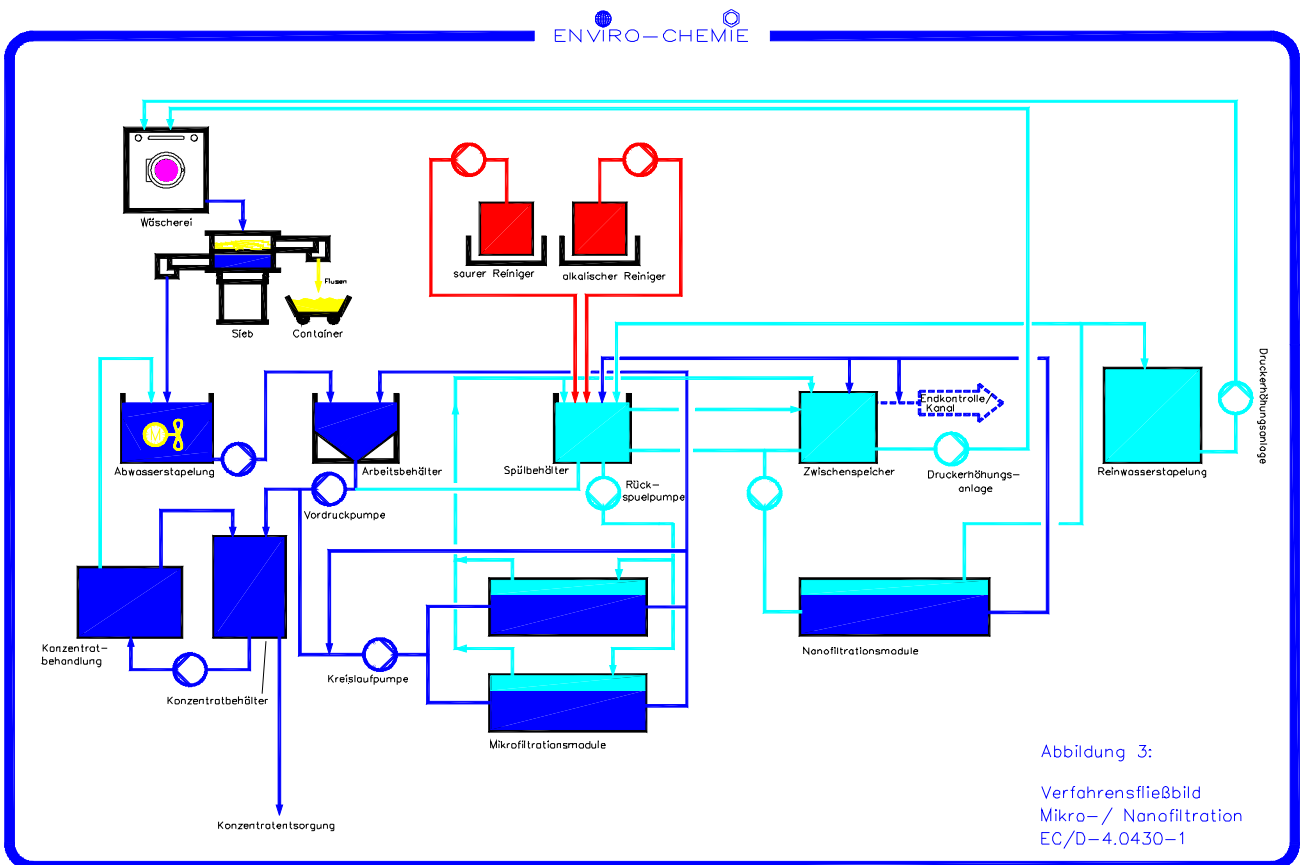 ENVIRO-CHEMIE
Wäscherei
Flusen
Sieb
Container
saurer Reiniger
alkalischer Reiniger
Druckerhöhungsanlage
Endkontrolle/
Kanal
M
Abwasserstapelung
Arbeitsbehälter
Spülbehälter
Zwischenspeicher
Druckerhöhungs-
anlage
Reinwasserstapelung
Rück-
spuelpumpe
Vordruckpumpe
Konzentrat-
behandlung
Kreislaufpumpe
Nanofiltrationsmodule
Konzentratbehälter
Mikrofiltrationsmodule
Konzentratentsorgung
Abbildung 3:
Verfahrensfließbild
Mikro-/ Nanofiltration
EC/D-4.0430-1